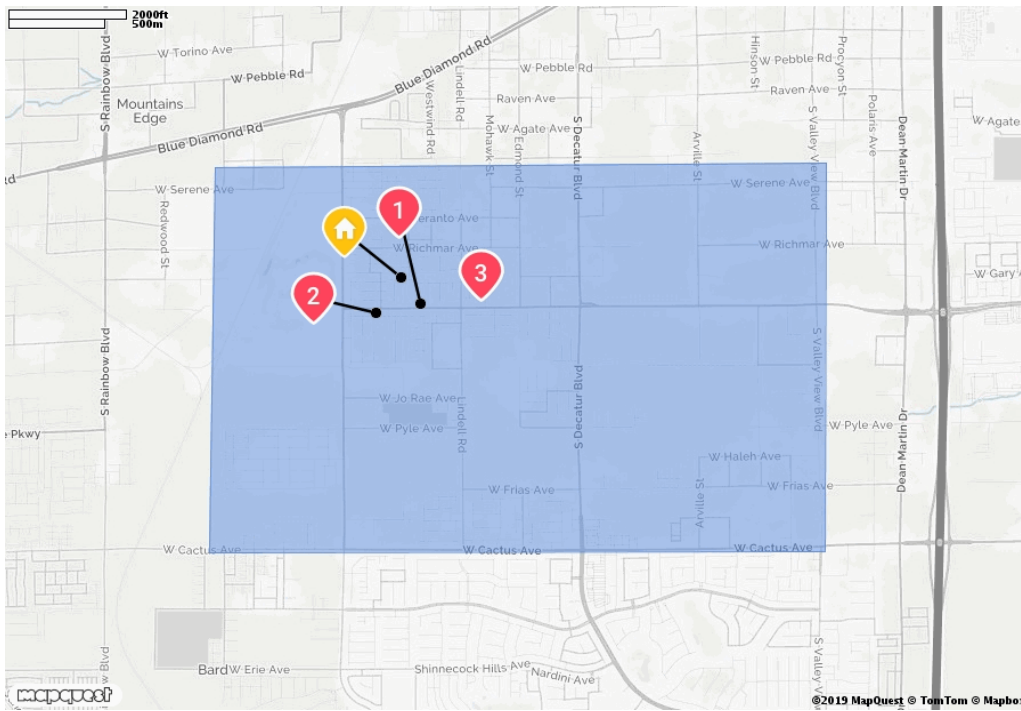 2000ft
500m
S Rainbow Blvd
W Torino Ave
W Pebble Rd
Mountains
Edge
Blue Diamond Rd
Blue Diamond Rd
Lindell Rd
Westwind Rd
Mohawk St
Edmond St
W Pebble Rd
Raven Ave
W Agate Ave
S Decatur Blvd
Hinson St
Procyon St
W Pebble Rd
Raven Ave
Polaris Ave
S Valley View Blvd
Arville St
Dean Martin Dr
W Agate
Rd
W Serene Ave
W Serene Ave
Redwood St
1
eranto Ave
W Richmar Ave
W Richmar Ave
3
2
W Gary A
S Rainbow Blvd
S Valley View Blvd
S Decatur Blvd
W Jo Rae Ave
Lindell Rd
W Pyle Ave
W Pyle Ave
e Pkwy
Dean Martin Dr
W Haleh Ave
W Frias Ave
W Frias Ave
Arville St
W Cactus Ave
W Cactus Ave
W Cactus Ave
Bard
W Erie Ave
Shinnecock Hills Ave
Nardini Ave
w Blvd
S Valley View
mapquest
©2019 MapQuest © TomTom © Mapbo